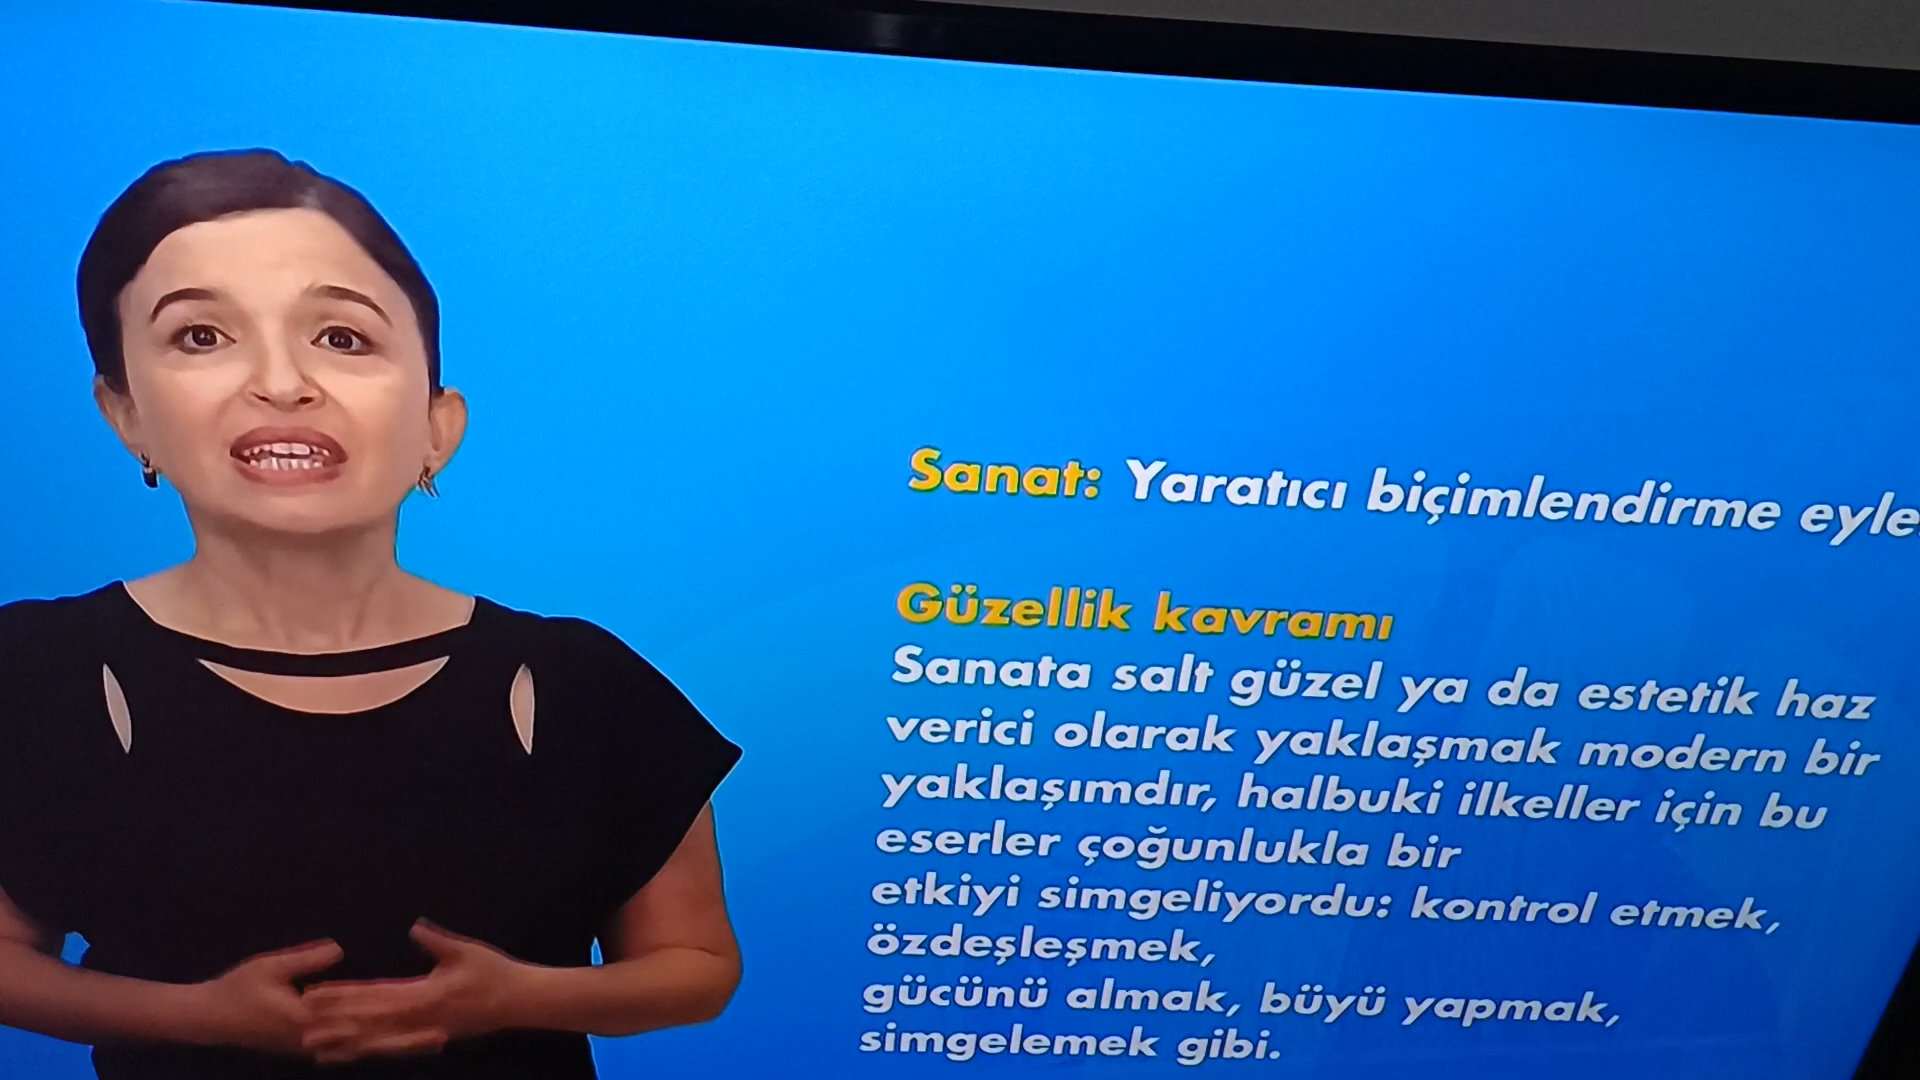 Sanat: Yaratıcı biçimlendirme
Güzellik kavramı
Sanata salt güzel ya da estetik haz
verici olarak yaklaşmak modern bir
yaklaşımdır, halbuki ilkeller için bu
eserler çoğunlukla bir
etkiyi simgeliyordu: kontrol etmek,
özdeşleşmek,
gücünü almak, büyü yapmak,
simgelemek gibi.